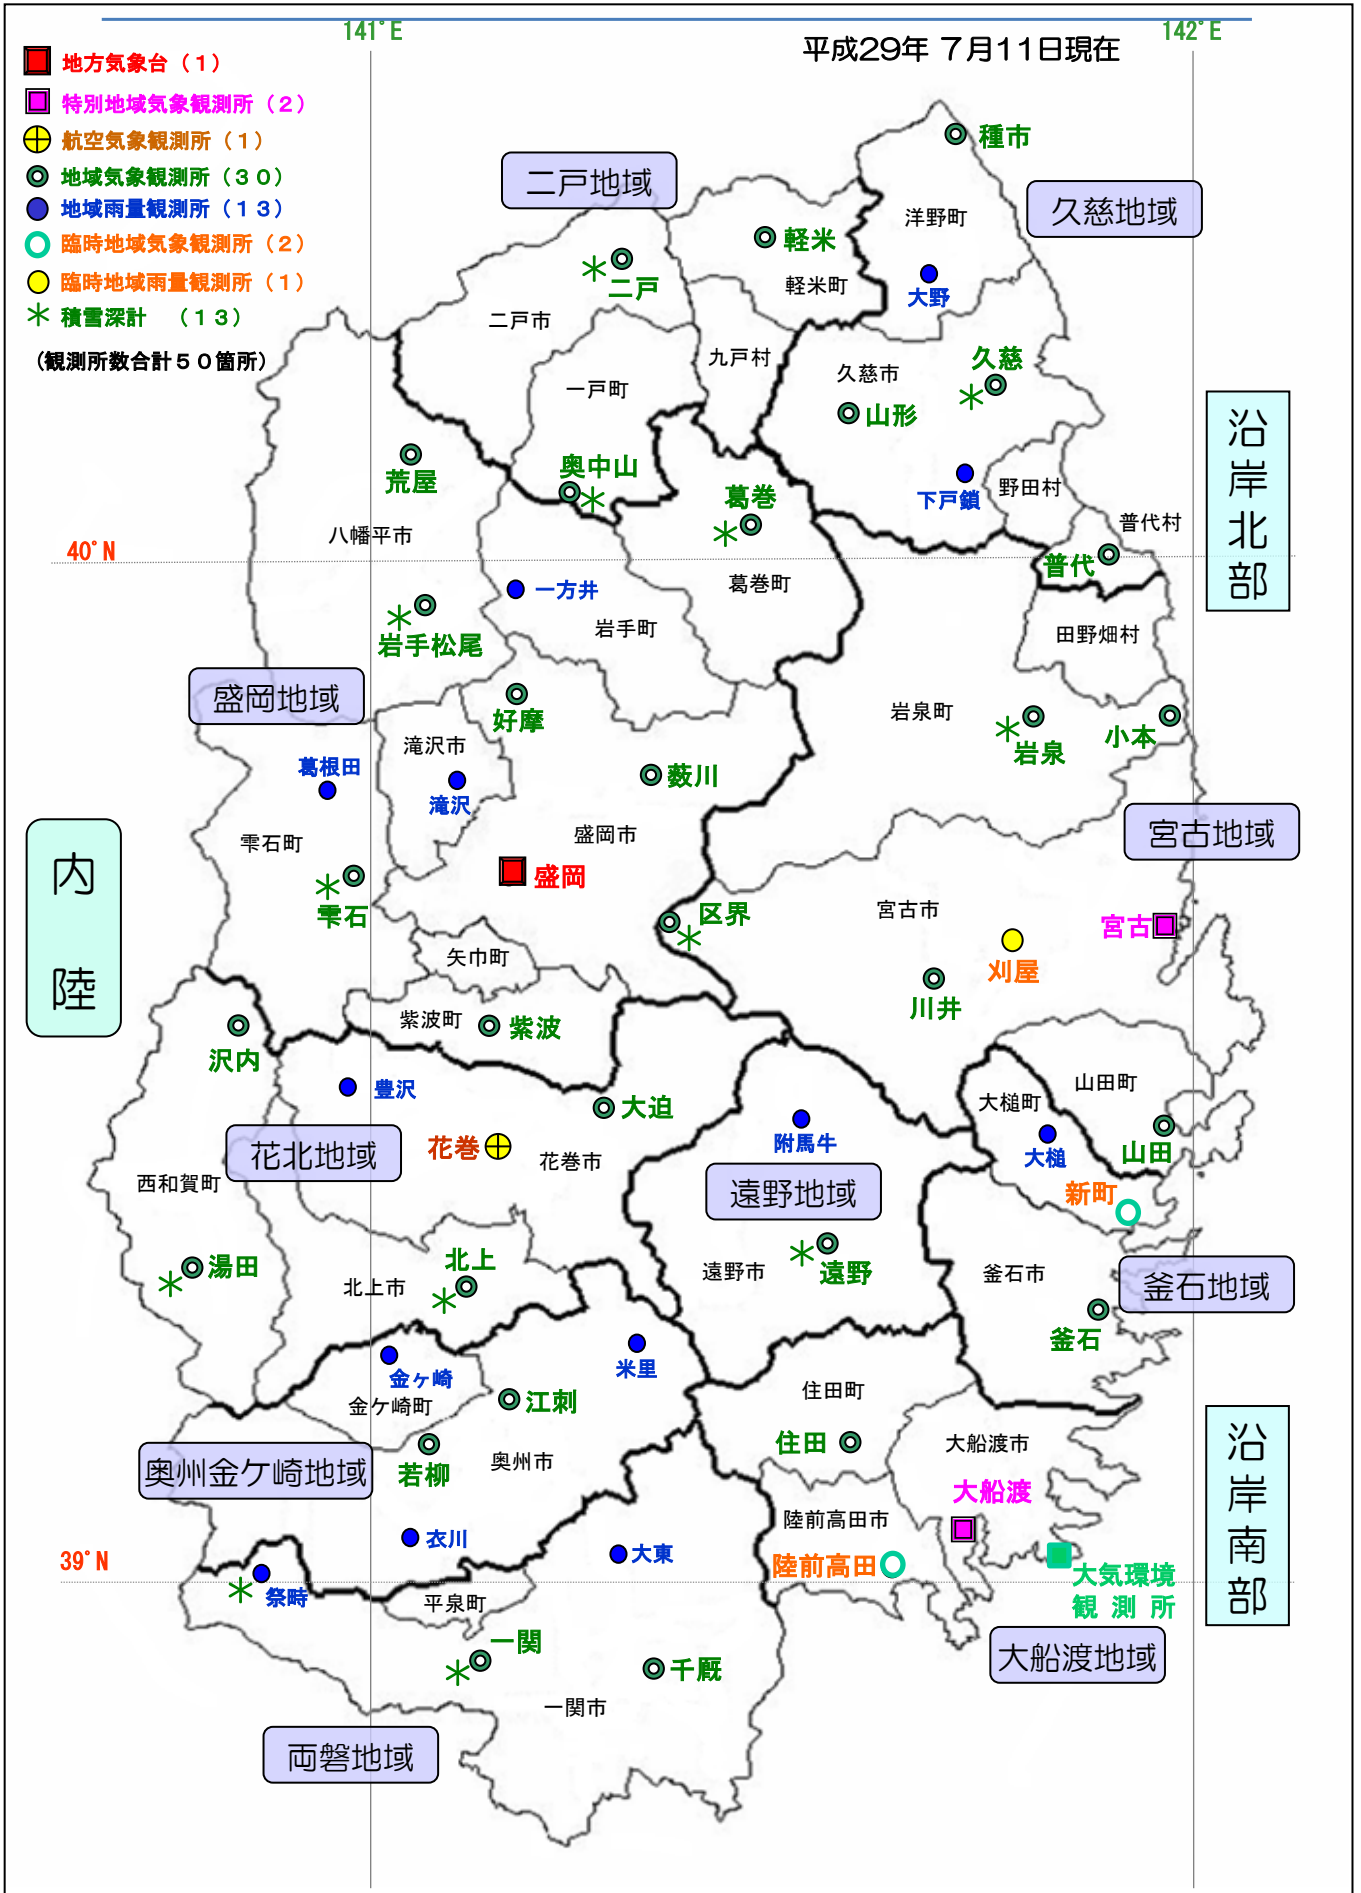 141°E
142°E
平成29年 7月11日現在
地方気象台（１）
特別地域気象観測所（２）
航空気象観測所（１）
地域気象観測所（３０）
地域雨量観測所（１３）
臨時地域気象観測所（２）
臨時地域雨量観測所（１）
積雪深計　（１３）
（観測所数合計５０箇所）
種市
二戸地域
久慈地域
洋野町
軽米
二戸
軽米町
大野
二戸市
九戸村
久慈
久慈市
一戸町
山形
沿岸北部
奥中山
荒屋
葛巻
下戸鎖
野田村
普代村
八幡平市
40°N
普代
一方井
葛巻町
岩手町
田野畑村
岩手松尾
盛岡地域
好摩
岩泉町
小本
滝沢市
岩泉
葛根田
薮川
滝沢
雫石町
盛岡市
宮古地域
内陸
盛岡
雫石
区界
宮古市
宮古
矢巾町
刈屋
川井
紫波町
紫波
沢内
豊沢
山田町
大槌町
大迫
花巻
附馬牛
花北地域
花巻市
大槌
山田
西和賀町
遠野地域
新町
湯田
北上
遠野市
遠野
釜石市
北上市
釜石地域
釜石
米里
金ヶ崎
江刺
住田町
金ケ崎町
住田
大船渡市
奥州金ケ崎地域
若柳
奥州市
沿岸南部
大船渡
陸前高田市
衣川
大東
39°N
陸前高田
大気環境
観測所
祭畤
平泉町
一関
大船渡地域
千厩
一関市
両磐地域